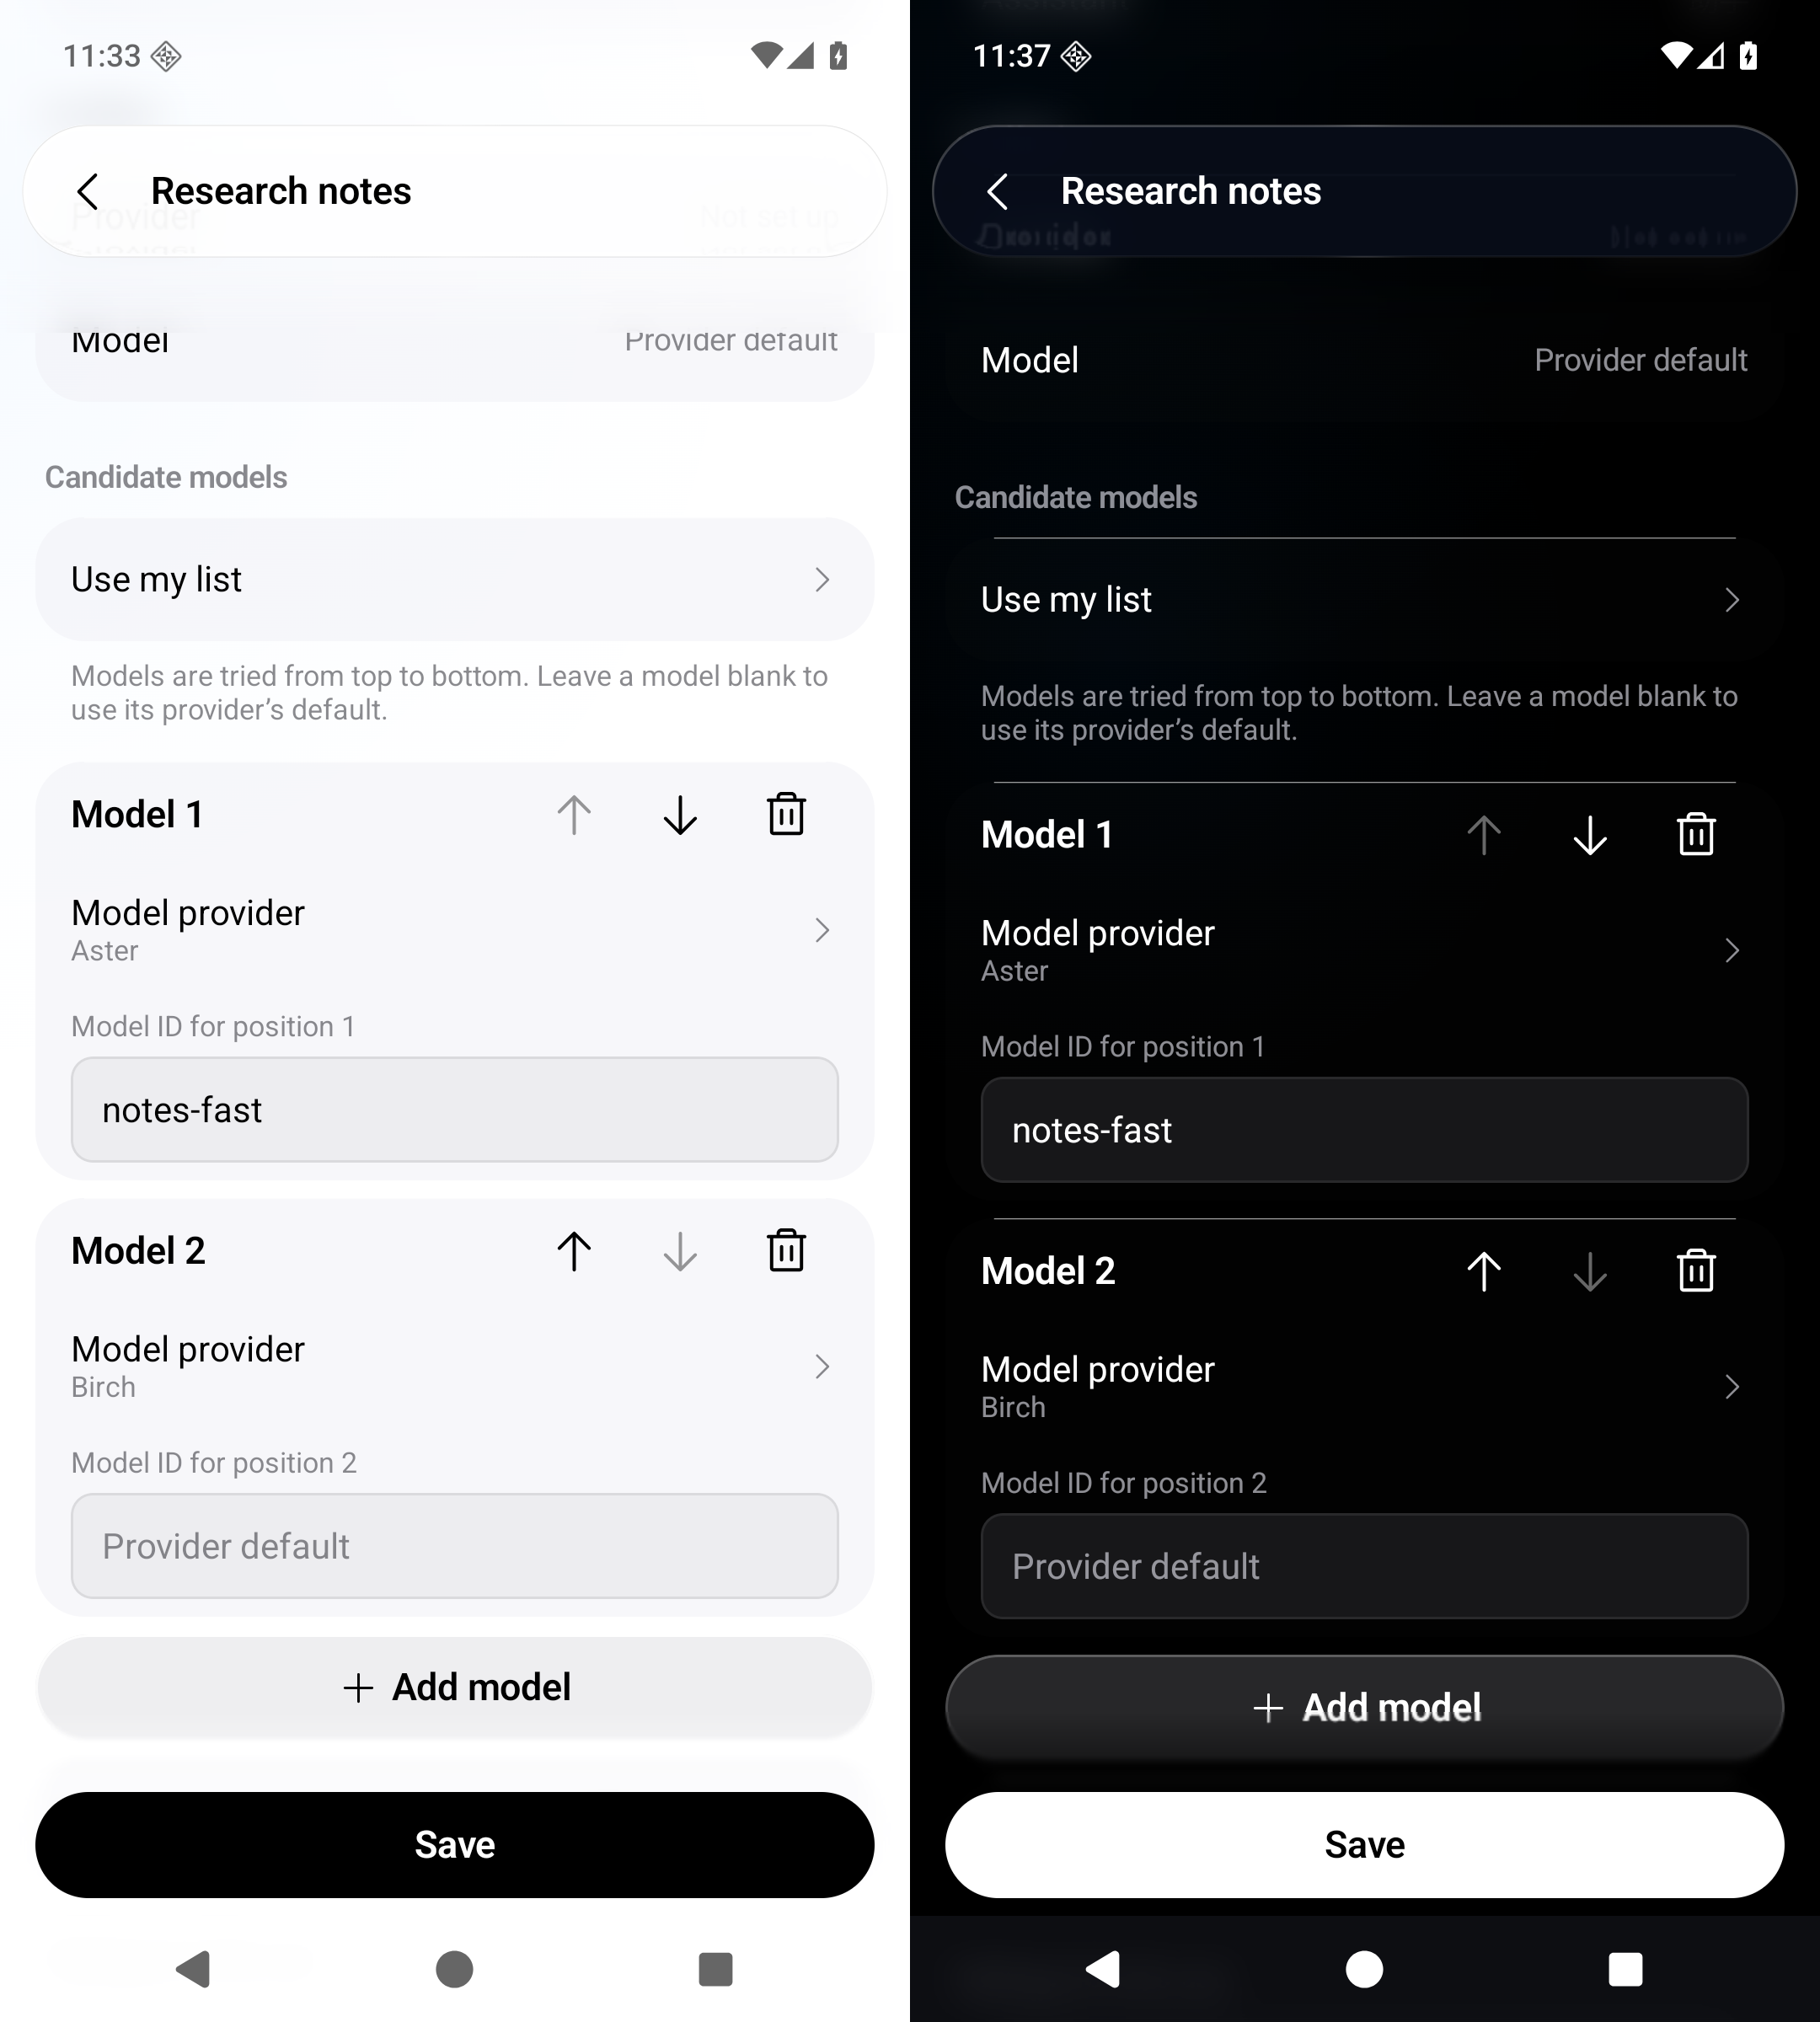 11:33
Research notes
Provider
Not set up
Model
Provider default
Candidate models
Use my list
Models are tried from top to bottom. Leave a model blank to
use its provider’s default.
Model 1
Model provider
Aster
Model ID for position 1
notes-fast
Model 2
Model provider
Birch
Model ID for position 2
Provider default
Add model
Save
11:37
Research notes
Model
Provider default
Candidate models
Use my list
Models are tried from top to bottom. Leave a model blank to
use its provider’s default.
Model 1
Model provider
Aster
Model ID for position 1
notes-fast
Model 2
Model provider
Birch
Model ID for position 2
Provider default
Add model
Save